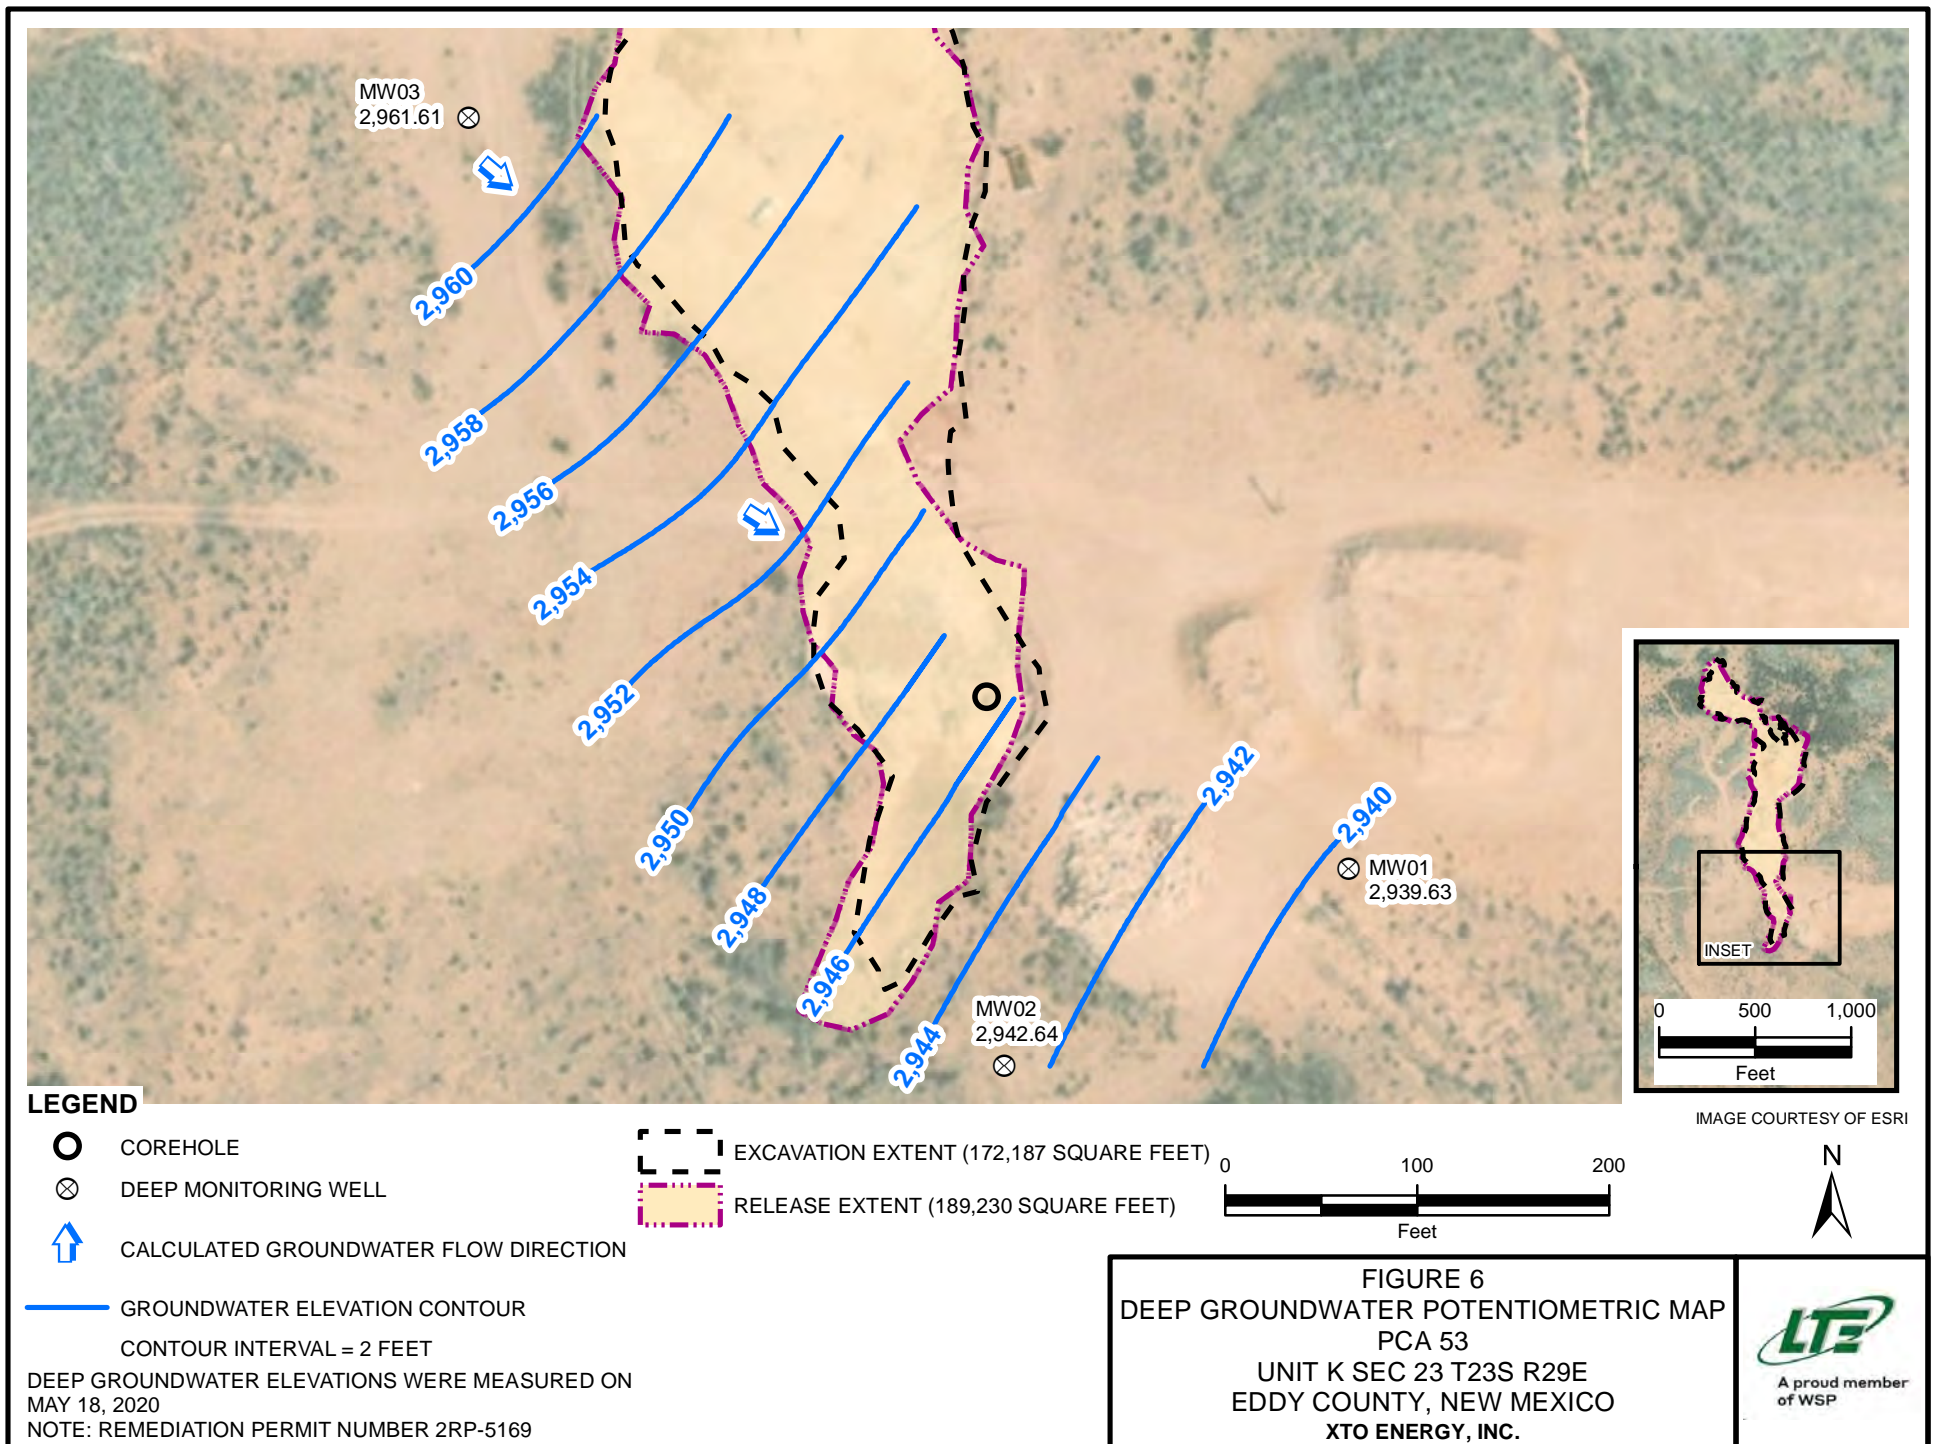 MW03
2,961.61
2,960
2,958
2,956
2,954
2,952
2,950
2,948
2,946
2,944
2,942
2,940
MW01
2,939.63
MW02
2,942.64
INSET
0 500 1,000
Feet
IMAGE COURTESY OF ESRI
LEGEND
COREHOLE
DEEP MONITORING WELL
CALCULATED GROUNDWATER FLOW DIRECTION
GROUNDWATER ELEVATION CONTOUR
CONTOUR INTERVAL = 2 FEET
DEEP GROUNDWATER ELEVATIONS WERE MEASURED ON
MAY 18, 2020
NOTE: REMEDIATION PERMIT NUMBER 2RP-5169
EXCAVATION EXTENT (172,187 SQUARE FEET)
RELEASE EXTENT (189,230 SQUARE FEET)
0 100 200
Feet
N
FIGURE 6
DEEP GROUNDWATER POTENTIOMETRIC MAP
PCA 53
UNIT K SEC 23 T23S R29E
EDDY COUNTY, NEW MEXICO
XTO ENERGY, INC.
LTE
A proud member
of WSP